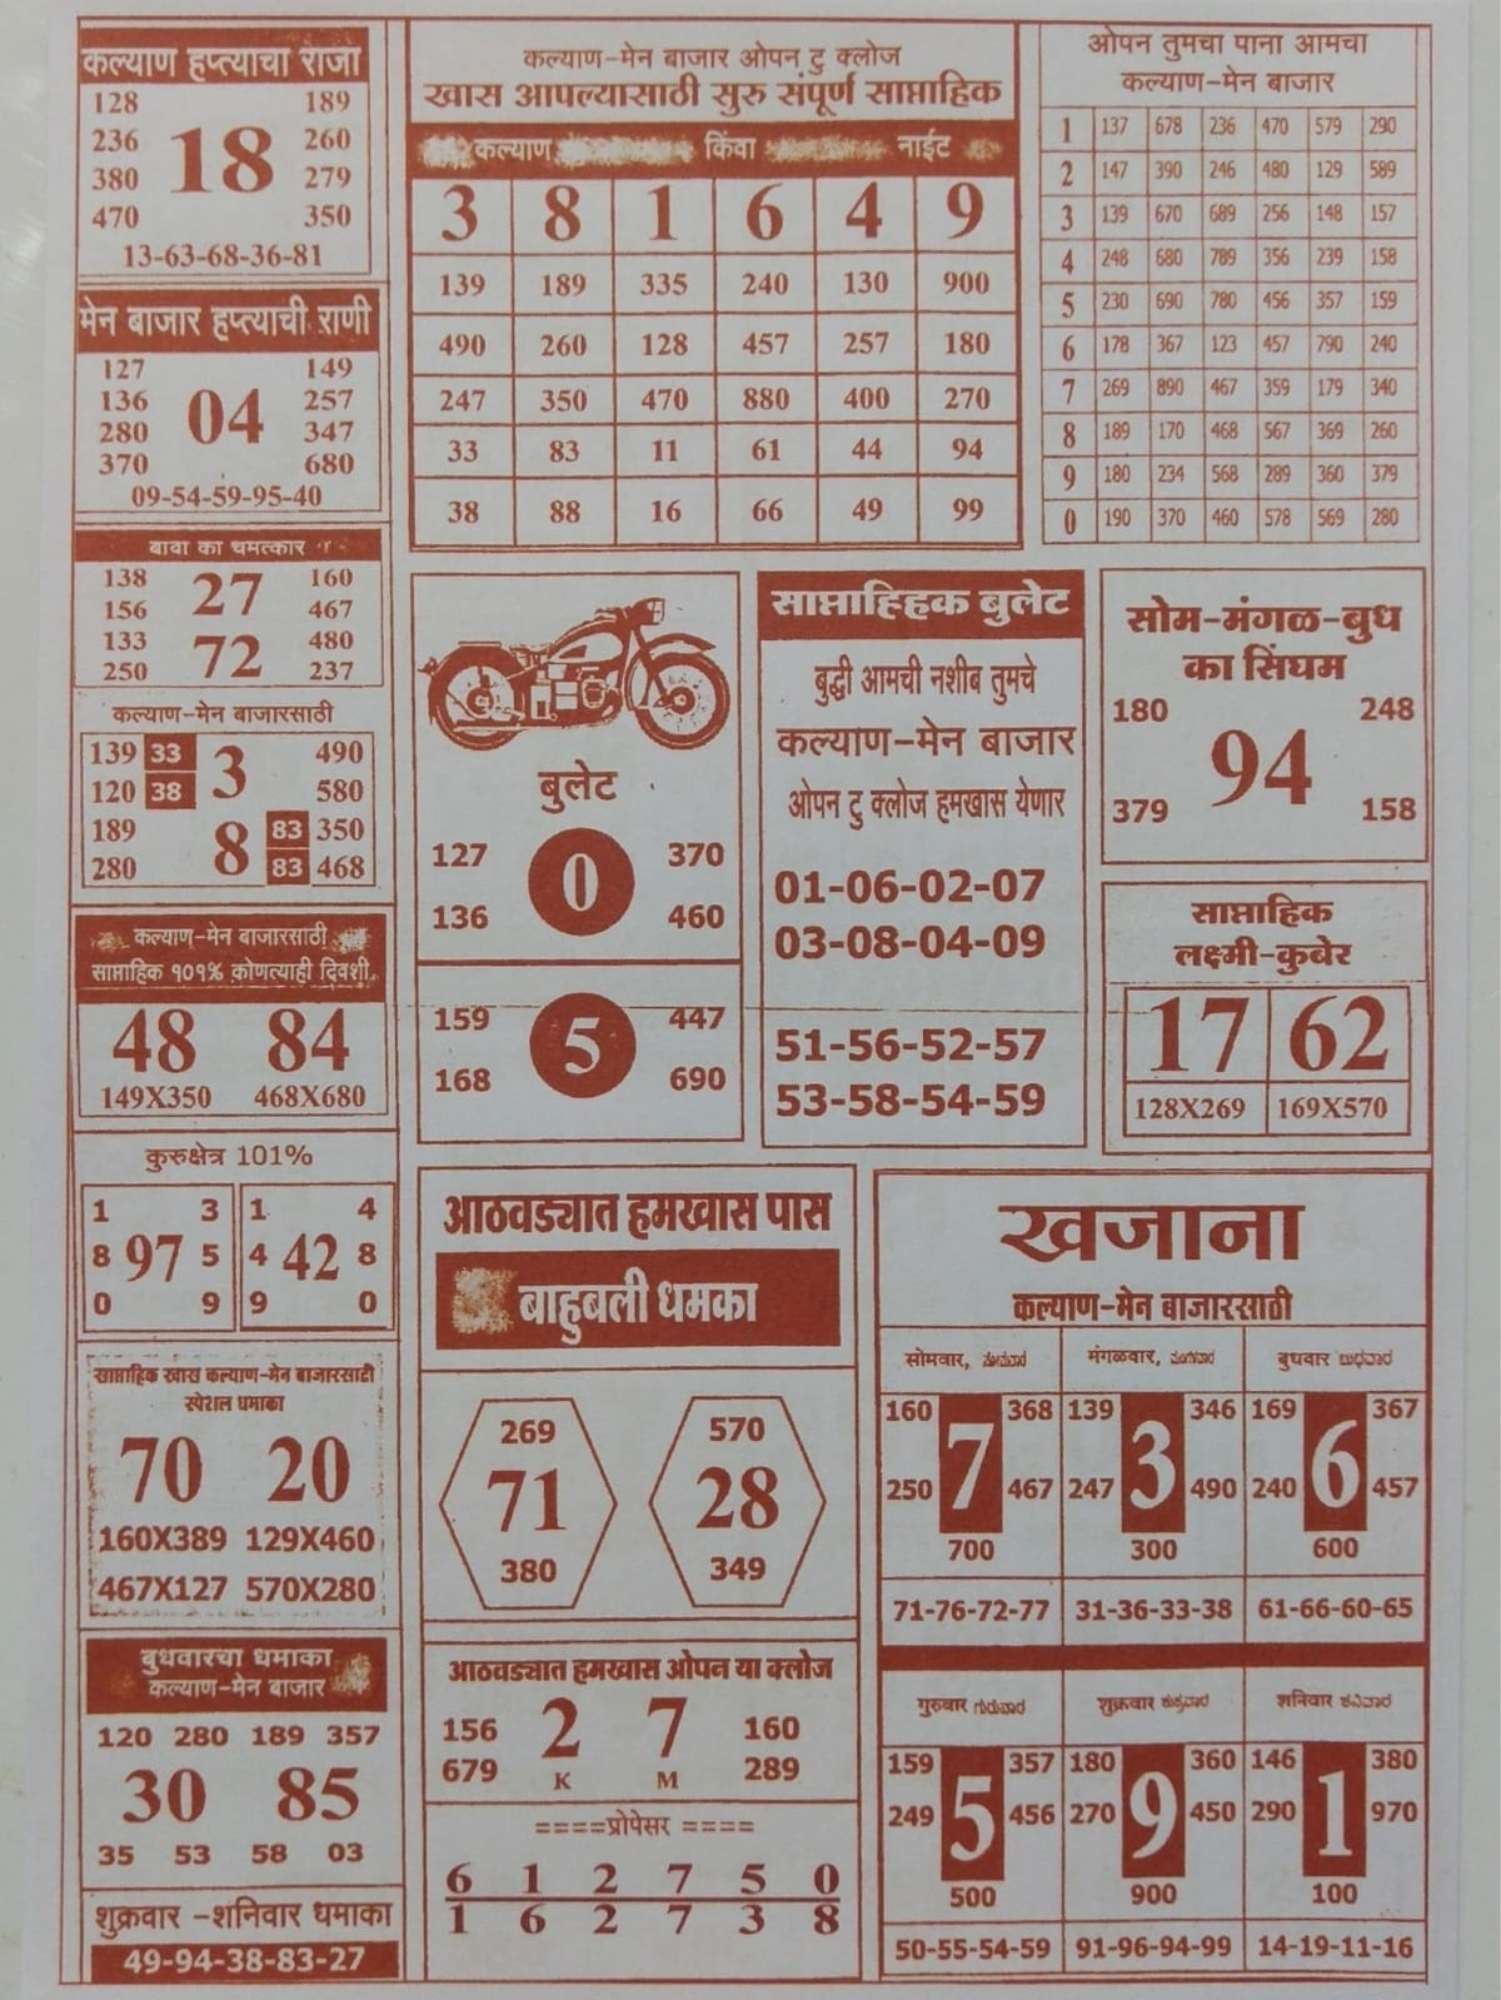 कल्याण हप्त्याचा राजा
128 189
236 18 260
380 279
470 350
13-63-68-36-81
मेन बाजार हप्त्याची राणी
127 149
136 04 257
280 347
370 680
09-54-59-95-40
बाबा का चमत्कार
138 27 160
156 467
133 72 480
250 237
कल्याण-मेन बाजारसाठी
139 33 3 490
120 38 580
189 8 83 350
280 83 468
कल्याण-मेन बाजारसाठी
साप्ताहिक १०१% कोणत्याही दिवशी
48 84
149X350 468X680
कुरुक्षेत्र 101%
1 3 1 4
8 97 5 4 42 8
0 9 9 0
साप्ताहिक खास कल्याण-मेन बाजारसाठी
स्पेशल धमाका
70 20
160X389 129X460
467X127 570X280
बुधवारचा धमाका
कल्याण-मेन बाजार
120 280 189 357
30 85
35 53 58 03
शुक्रवार -शनिवार धमाका
49-94-38-83-27
कल्याण-मेन बाजार ओपन टु क्लोज
खास आपल्यासाठी सुरु संपूर्ण साप्ताहिक
कल्याण किंवा नाईट
3 8 1 6 4 9
139 189 335 240 130 900
490 260 128 457 257 180
247 350 470 880 400 270
33 83 11 61 44 94
38 88 16 66 49 99
ओपन तुमचा पाना आमचा
कल्याण-मेन बाजार
1 137 678 236 470 579 290
2 147 390 246 480 129 589
3 139 670 689 256 148 157
4 248 680 789 356 239 158
5 230 690 780 456 357 159
6 178 367 123 457 790 240
7 269 890 467 359 179 340
8 189 170 468 567 369 260
9 180 234 568 289 360 379
0 190 370 460 578 569 280
बुलेट
127 0 370
136 460
159 5 447
168 690
साप्ताहिहक बुलेट
बुद्धी आमची नशीब तुमचे
कल्याण-मेन बाजार
ओपन टु क्लोज हमखास येणार
01-06-02-07
03-08-04-09
51-56-52-57
53-58-54-59
सोम-मंगळ-बुध
का सिंघम
180 248
94
379 158
साप्ताहिक
लक्ष्मी-कुबेर
17 62
128X269 169X570
आठवड्यात हमखास पास
बाहुबली धमका
269 570
71 28
380 349
आठवड्यात हमखास ओपन या क्लोज
156 2 7 160
679 K M 289
====प्रोपेसर ====
6 1 2 7 5 0
1 6 2 7 3 8
खजाना
कल्याण-मेन बाजारसाठी
सोमवार, मंगळवार, बुधवार
160 7 368 139 3 346 169 6 367
250 467 247 490 240 457
700 300 600
71-76-72-77 31-36-33-38 61-66-60-65
गुरुवार शुक्रवार शनिवार
159 5 357 180 9 360 146 1 380
249 456 270 450 290 970
500 900 100
50-55-54-59 91-96-94-99 14-19-11-16